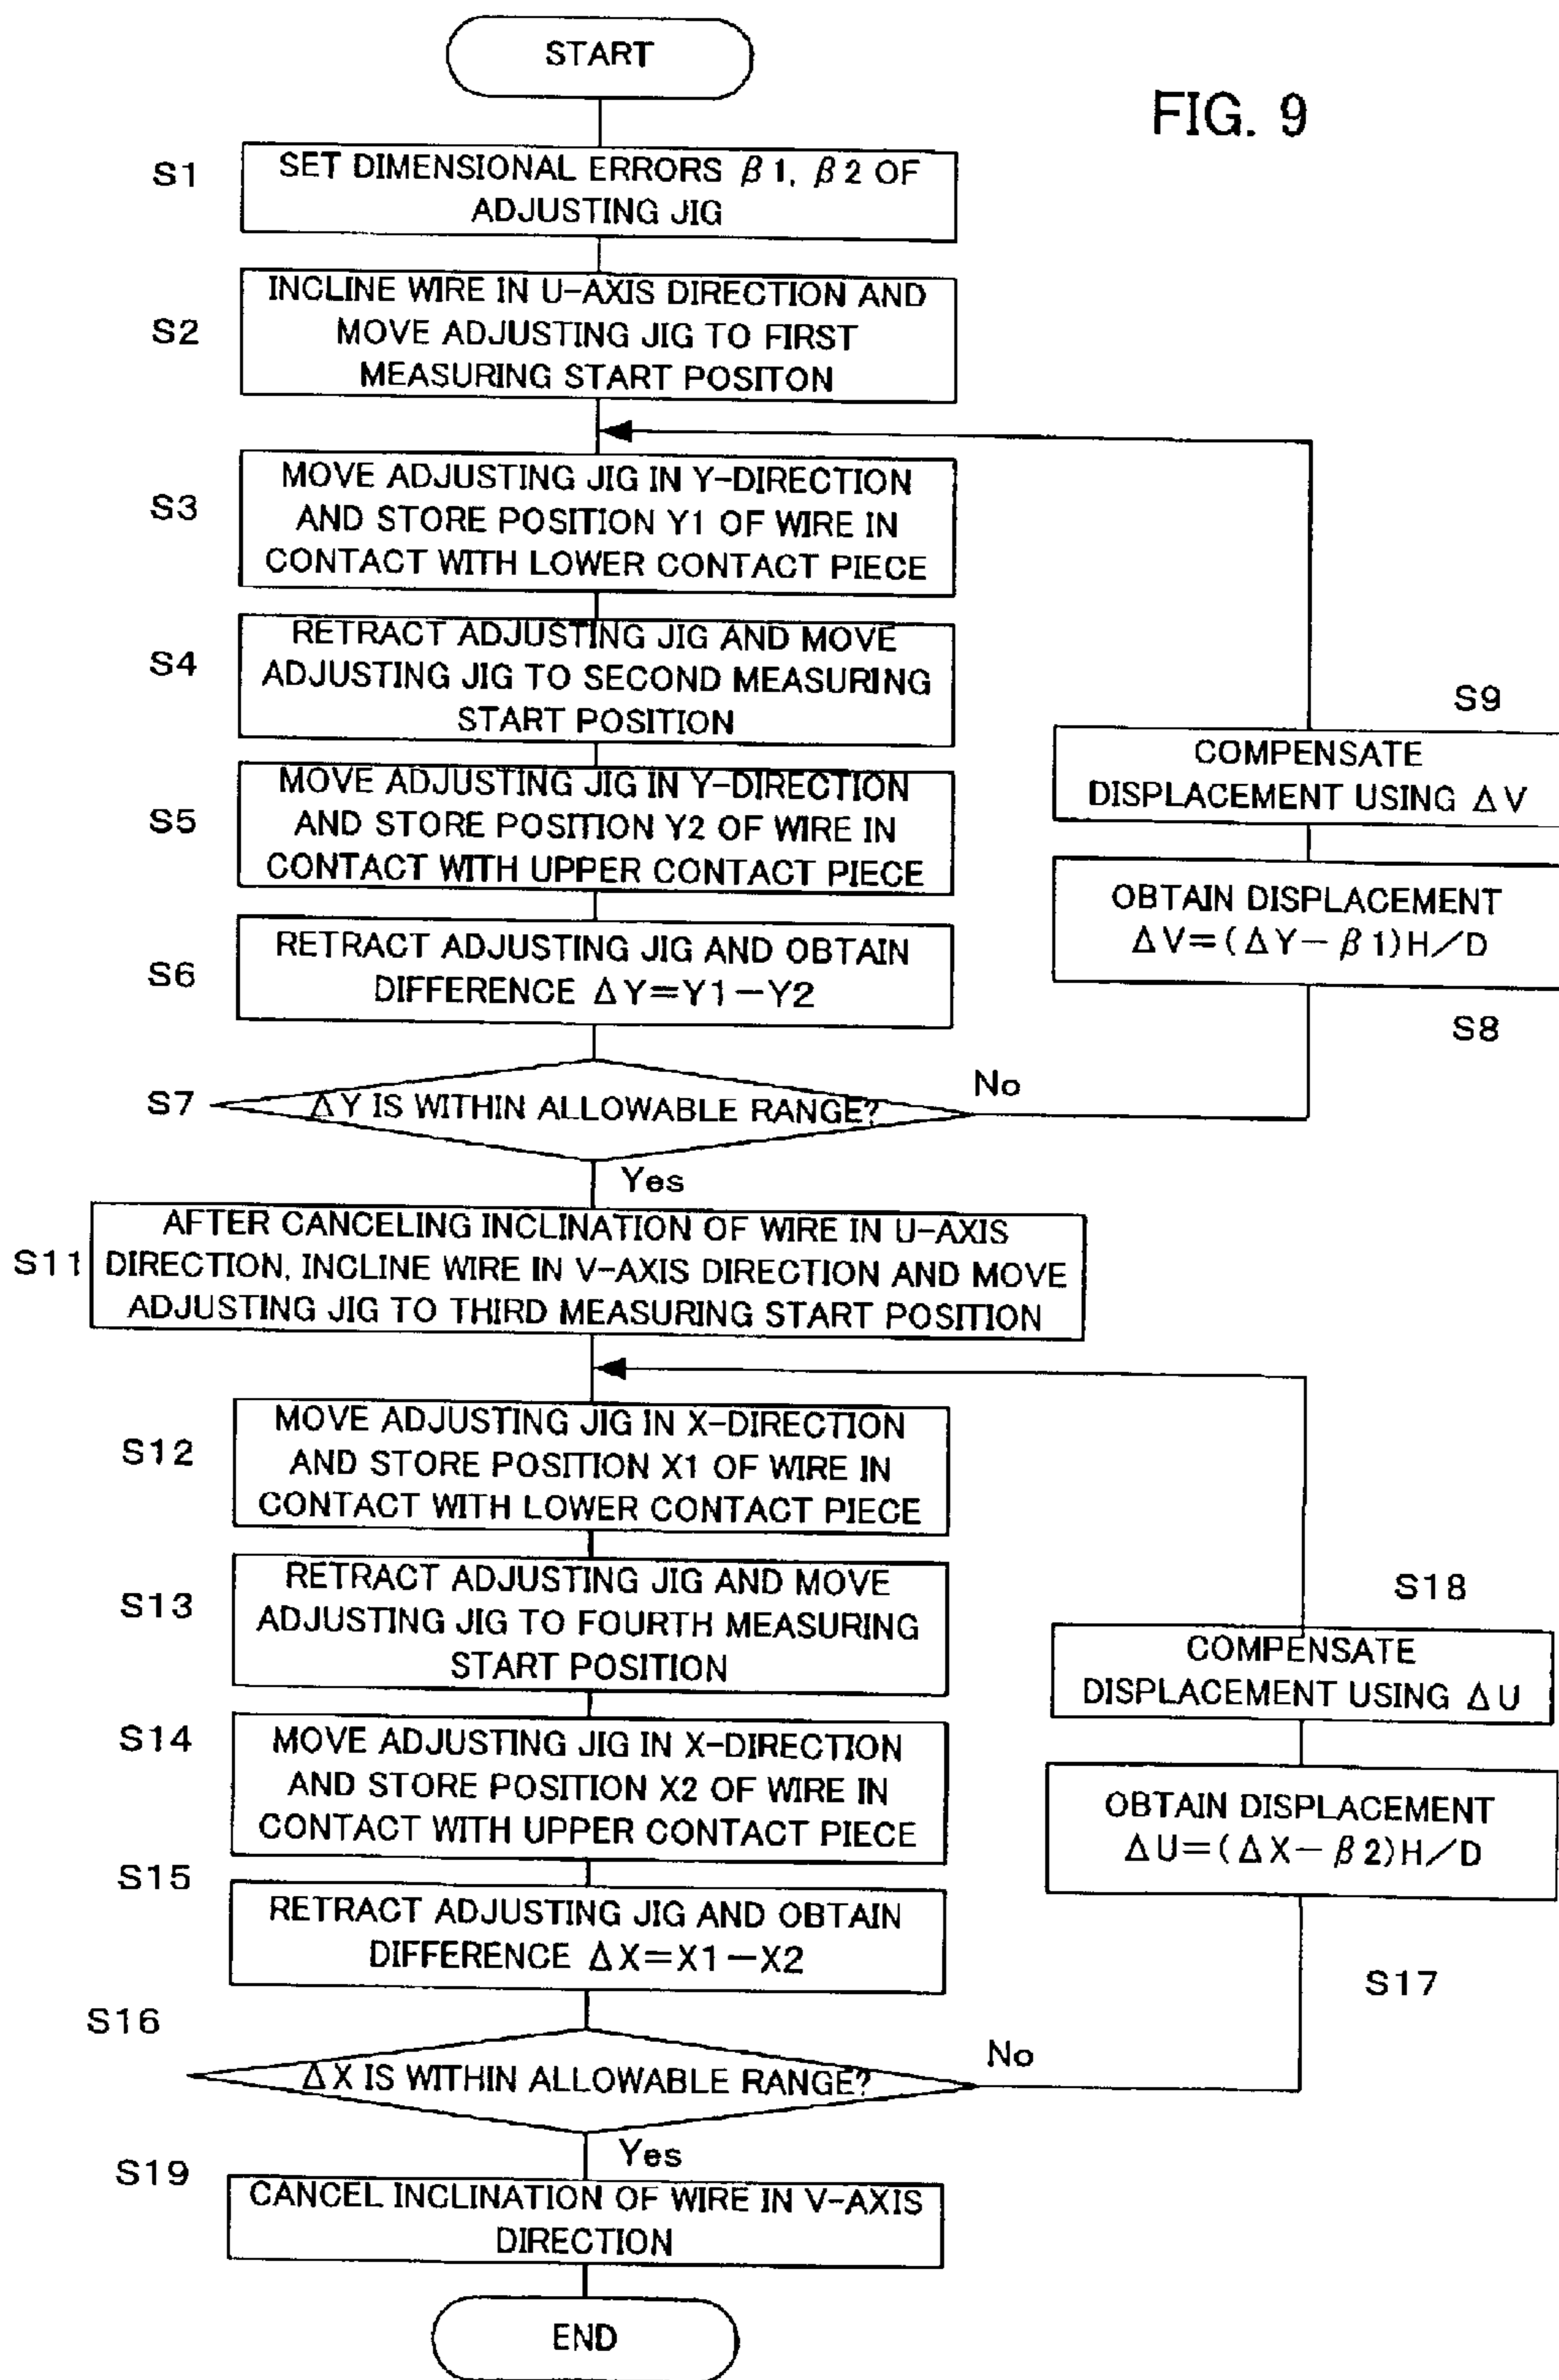 START
FIG. 9
S1
SET DIMENSIONAL ERRORS β1, β2 OF
ADJUSTING JIG
S2
INCLINE WIRE IN U-AXIS DIRECTION AND
MOVE ADJUSTING JIG TO FIRST
MEASURING START POSITON
S3
MOVE ADJUSTING JIG IN Y-DIRECTION
AND STORE POSITION Y1 OF WIRE IN
CONTACT WITH LOWER CONTACT PIECE
S4
RETRACT ADJUSTING JIG AND MOVE
ADJUSTING JIG TO SECOND MEASURING
START POSITION
S5
MOVE ADJUSTING JIG IN Y-DIRECTION
AND STORE POSITION Y2 OF WIRE IN
CONTACT WITH UPPER CONTACT PIECE
S6
RETRACT ADJUSTING JIG AND OBTAIN
DIFFERENCE ΔY=Y1-Y2
S9
COMPENSATE
DISPLACEMENT USING ΔV
OBTAIN DISPLACEMENT
ΔV=(ΔY-β1)H/D
S8
S7
ΔY IS WITHIN ALLOWABLE RANGE?
No
Yes
S11
AFTER CANCELING INCLINATION OF WIRE IN U-AXIS
DIRECTION, INCLINE WIRE IN V-AXIS DIRECTION AND MOVE
ADJUSTING JIG TO THIRD MEASURING START POSITION
S12
MOVE ADJUSTING JIG IN X-DIRECTION
AND STORE POSITION X1 OF WIRE IN
CONTACT WITH LOWER CONTACT PIECE
S13
RETRACT ADJUSTING JIG AND MOVE
ADJUSTING JIG TO FOURTH MEASURING
START POSITION
S14
MOVE ADJUSTING JIG IN X-DIRECTION
AND STORE POSITION X2 OF WIRE IN
CONTACT WITH UPPER CONTACT PIECE
S15
RETRACT ADJUSTING JIG AND OBTAIN
DIFFERENCE ΔX=X1-X2
S18
COMPENSATE
DISPLACEMENT USING ΔU
OBTAIN DISPLACEMENT
ΔU=(ΔX-β2)H/D
S17
S16
ΔX IS WITHIN ALLOWABLE RANGE?
No
Yes
S19
CANCEL INCLINATION OF WIRE IN V-AXIS
DIRECTION
END